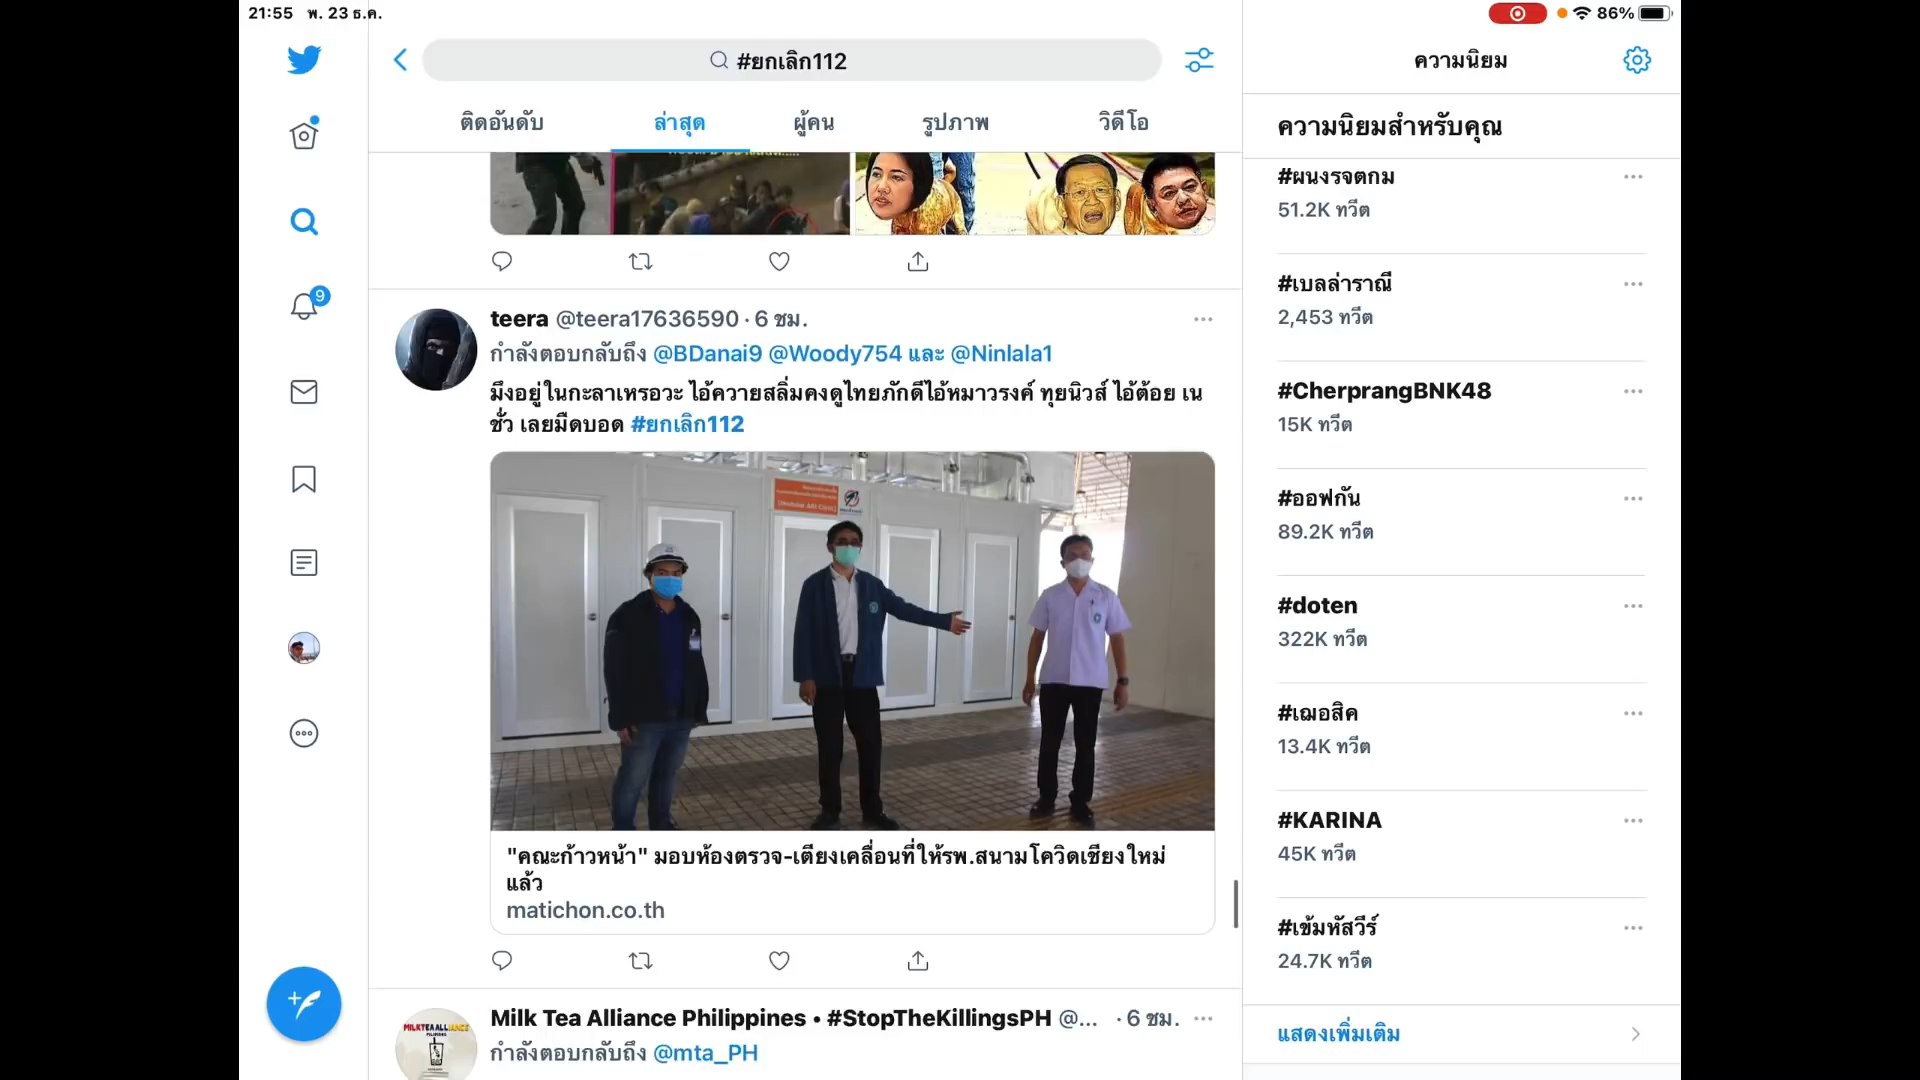 21:55 พ. 23 ธ.ค.
86%
#ยกเลิก112
ติดอันดับ
ล่าสุด
ผู้คน
รูปภาพ
วิดีโอ
teera @teera17636590 · 6 ชม.
กำลังตอบกลับถึง @BDanai9 @Woody754 และ @Ninlala1
มึงอยู่ในกะลาเหรอวะ ไอ้ควายสลิ่มคงดูไทยภักดีไอ้หมาวรงค์ ทุยนิวส์ ไอ้ต้อย เน
ชั่ว เลยมืดบอด #ยกเลิก112
"คณะก้าวหน้า" มอบห้องตรวจ-เตียงเคลื่อนที่ให้รพ.สนามโควิดเชียงใหม่
แล้ว
matichon.co.th
Milk Tea Alliance Philippines • #StopTheKillingsPH @... · 6 ชม.
กำลังตอบกลับถึง @mta_PH
9
ความนิยม
ความนิยมสำหรับคุณ
#ผนงรจตกม
51.2K ทวีต
#เบลล่าราณี
2,453 ทวีต
#CherprangBNK48
15K ทวีต
#ออฟกัน
89.2K ทวีต
#doten
322K ทวีต
#เฌอสิค
13.4K ทวีต
#KARINA
45K ทวีต
#เข้มหัสวีร์
24.7K ทวีต
แสดงเพิ่มเติม